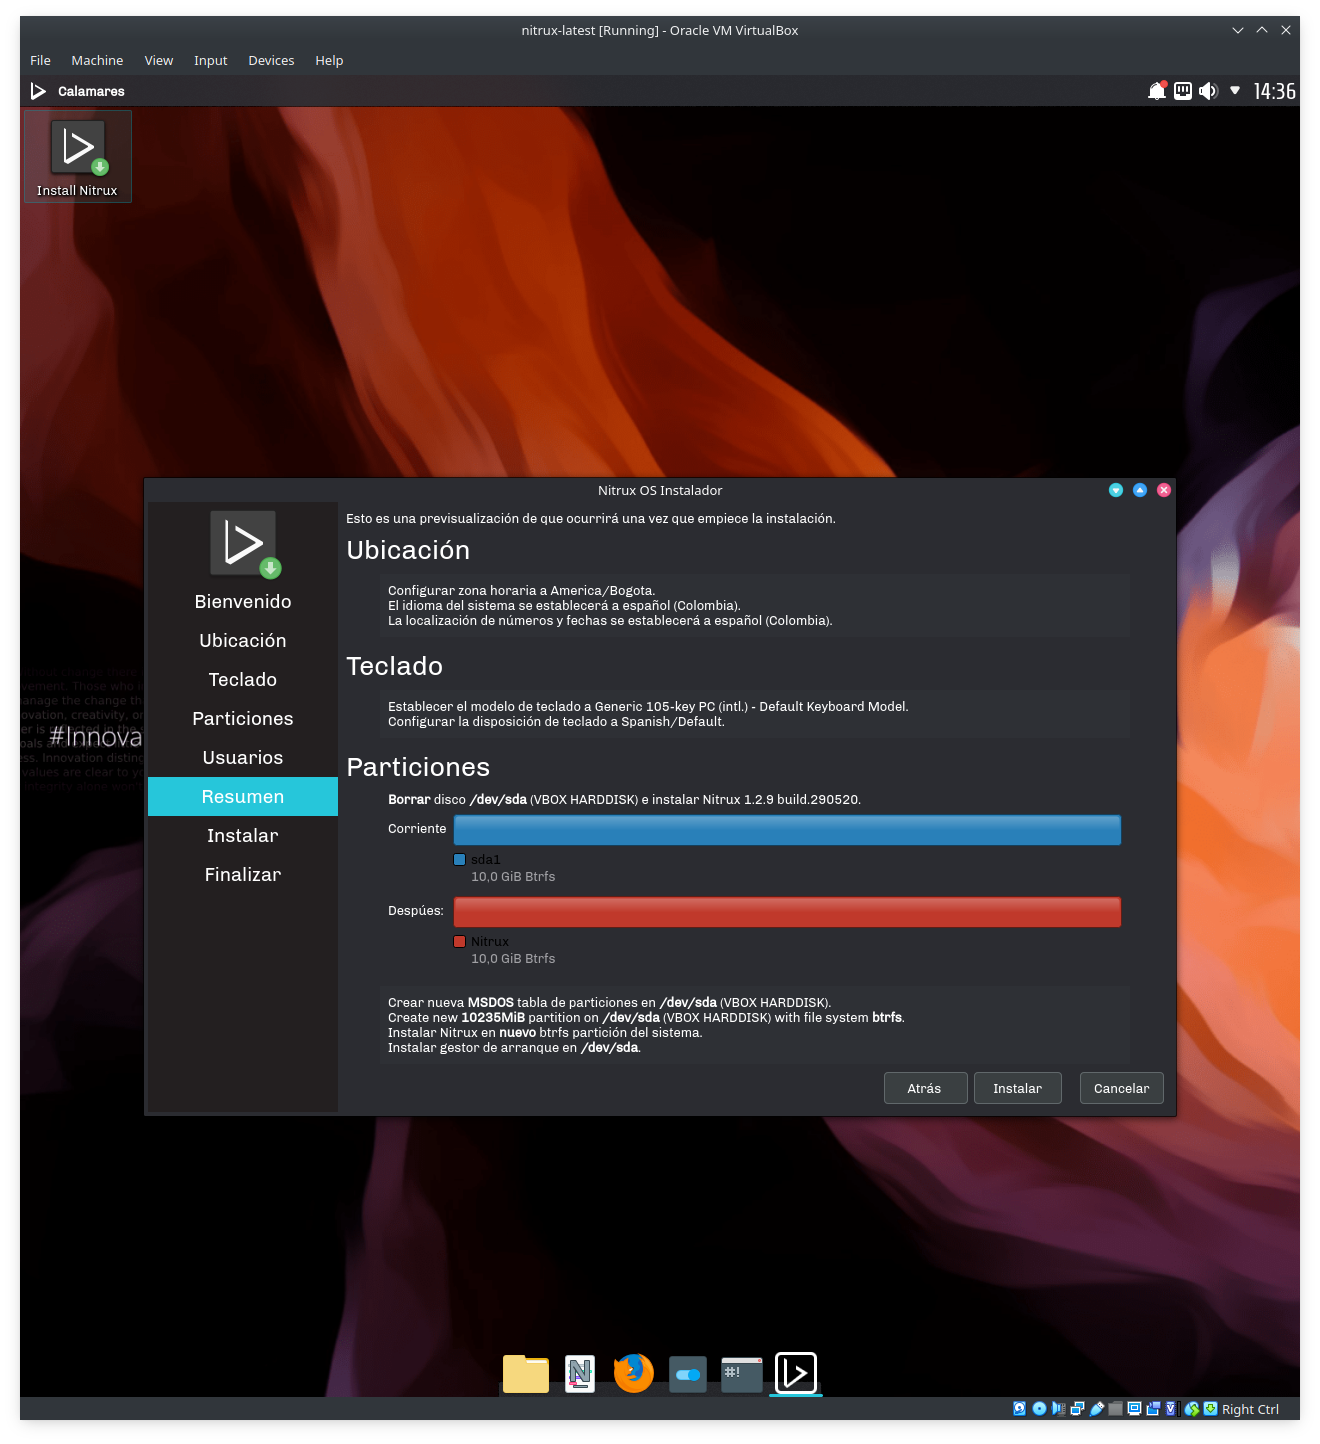 nitrux-latest [Running] - Oracle VM VirtualBox
File Machine View Input Devices Help
Calamares
14:36
Install Nitrux
Nitrux OS Instalador
Bienvenido
Ubicación
Teclado
Particiones
Usuarios
Resumen
Instalar
Finalizar
Esto es una previsualización de que ocurrirá una vez que empiece la instalación.
Ubicación
Configurar zona horaria a America/Bogota.
El idioma del sistema se establecerá a español (Colombia).
La localización de números y fechas se establecerá a español (Colombia).
Teclado
Establecer el modelo de teclado a Generic 105-key PC (intl.) - Default Keyboard Model.
Configurar la disposición de teclado a Spanish/Default.
Particiones
Borrar disco /dev/sda (VBOX HARDDISK) e instalar Nitrux 1.2.9 build.290520.
Corriente
sda1
10,0 GiB Btrfs
Despúes:
Nitrux
10,0 GiB Btrfs
Crear nueva MSDOS tabla de particiones en /dev/sda (VBOX HARDDISK).
Create new 10235MiB partition on /dev/sda (VBOX HARDDISK) with file system btrfs.
Instalar Nitrux en nuevo btrfs partición del sistema.
Instalar gestor de arranque en /dev/sda.
Atrás Instalar Cancelar
#Innova
#!
Right Ctrl